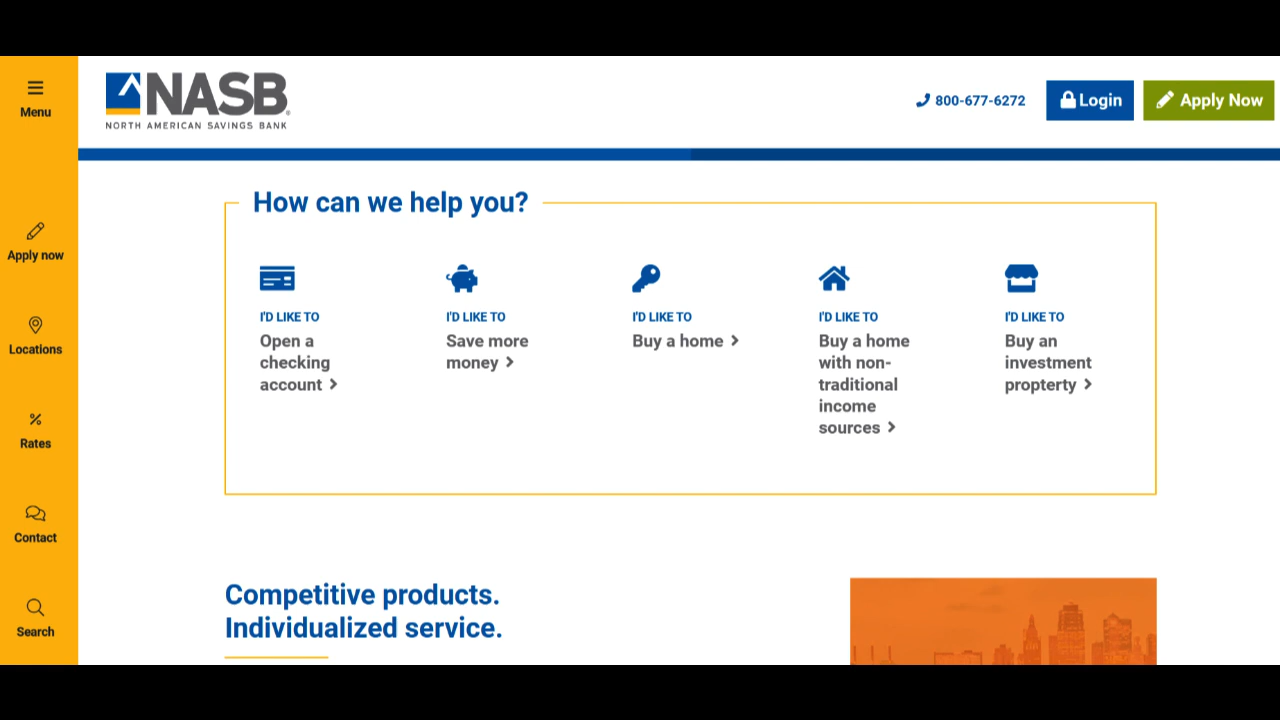 Menu
Apply now
Locations
Rates
Contact
Search
NASB®
NORTH AMERICAN SAVINGS BANK
800-677-6272
Login
Apply Now
How can we help you?
I'D LIKE TO
Open a
checking
account
I'D LIKE TO
Save more
money
I'D LIKE TO
Buy a home
I'D LIKE TO
Buy a home
with non-
traditional
income
sources
I'D LIKE TO
Buy an
investment
propterty
Competitive products.
Individualized service.